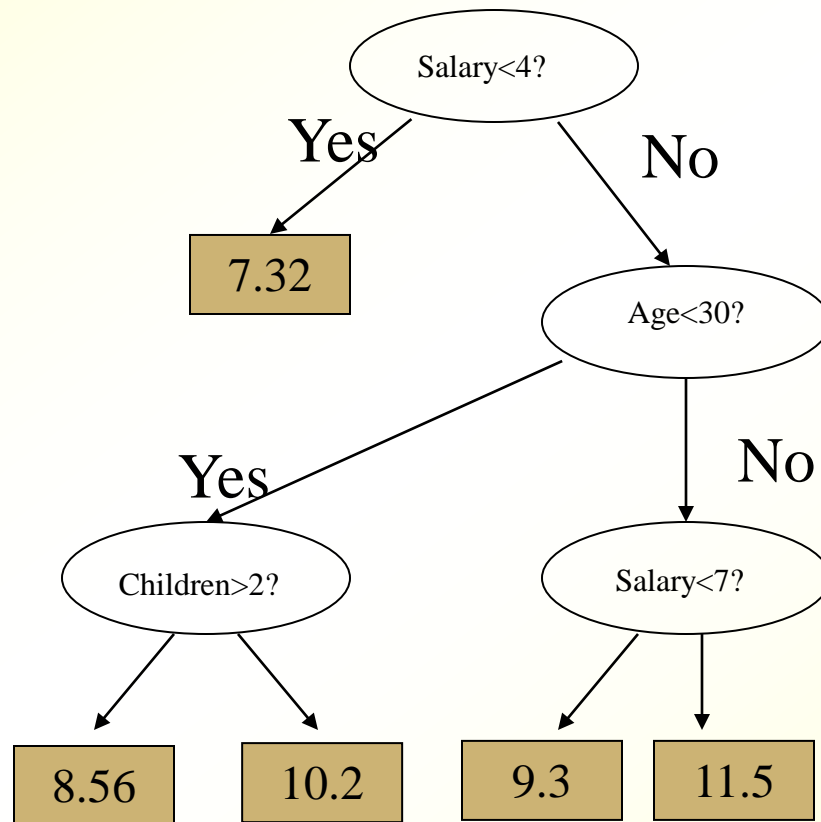 Salary<4?
Yes
No
7.32
Age<30?
Yes
No
Children>2?
Salary<7?
8.56
10.2
9.3
11.5